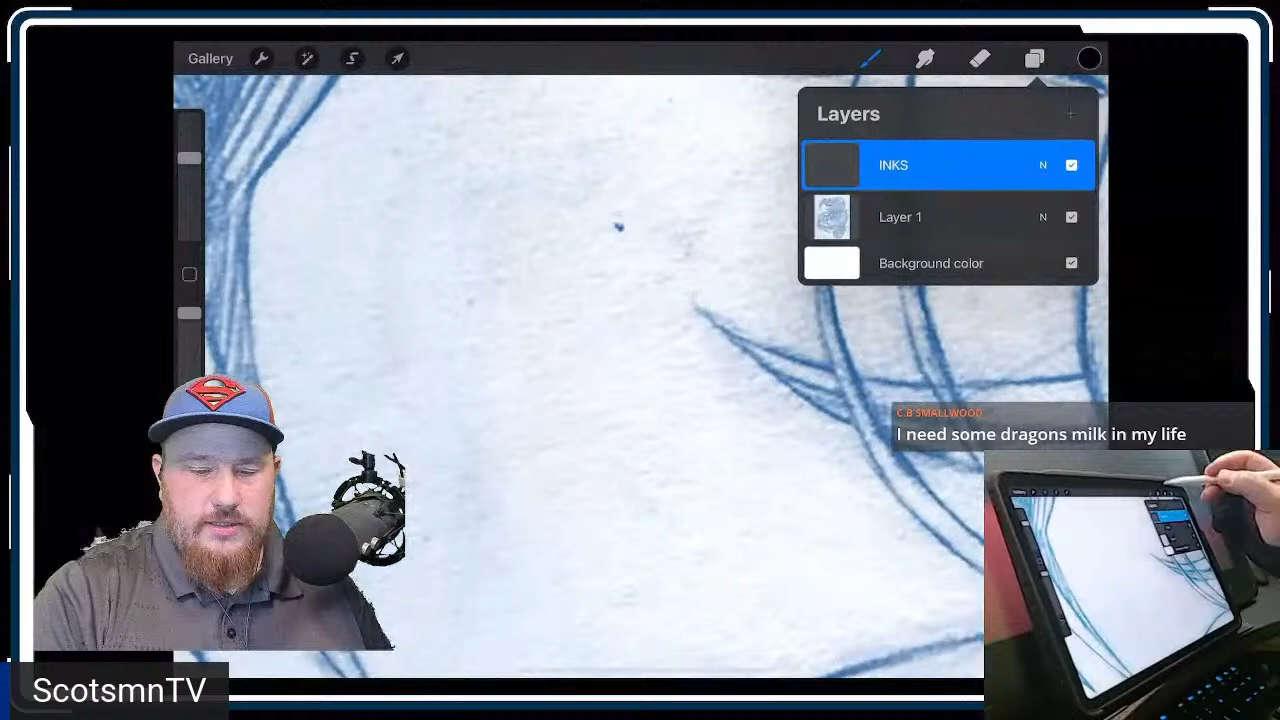 Gallery
Layers
INKS N
Layer 1 N
Background color
C.B SMALLWOOD
I need some dragons milk in my life
ScotsmnTV